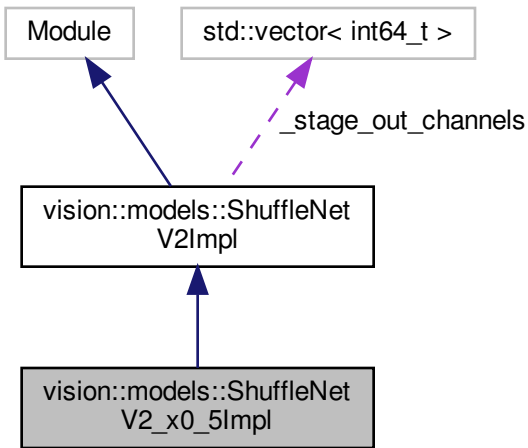 Module
std::vector< int64_t >
_stage_out_channels
vision::models::ShuffleNet
V2Impl
vision::models::ShuffleNet
V2_x0_5Impl